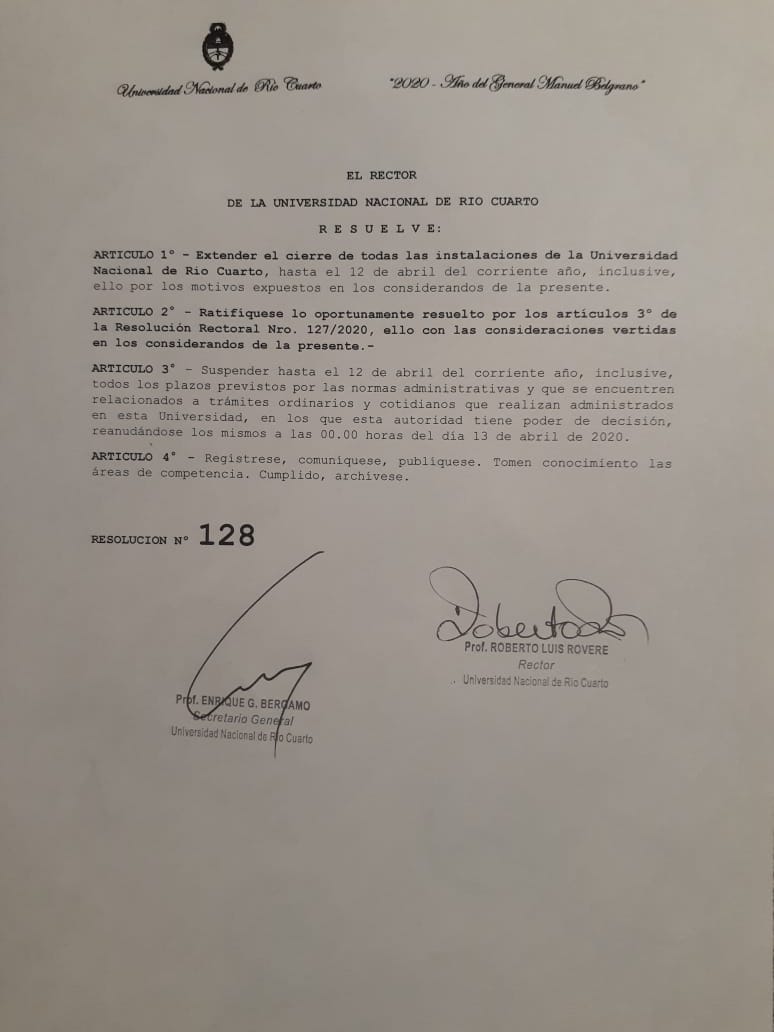 Universidad Nacional de Río Cuarto
"2020 - Año del General Manuel Belgrano"
EL RECTOR
DE LA UNIVERSIDAD NACIONAL DE RIO CUARTO
R E S U E L V E:
ARTICULO 1º - Extender el cierre de todas las instalaciones de la Universidad
Nacional de Rio Cuarto, hasta el 12 de abril del corriente año, inclusive,
ello por los motivos expuestos en los considerandos de la presente.
ARTICULO 2° - Ratifíquese lo oportunamente resuelto por los artículos 3º de
la Resolución Rectoral Nro. 127/2020, ello con las consideraciones vertidas
en los considerandos de la presente.-
ARTICULO 3° - Suspender hasta el 12 de abril del corriente año, inclusive,
todos los plazos previstos por las normas administrativas y que se encuentren
relacionados a trámites ordinarios y cotidianos que realizan administrados
en esta Universidad, en los que esta autoridad tiene poder de decisión,
reanudándose los mismos a las 00.00 horas del día 13 de abril de 2020.
ARTICULO 4° - Regístrese, comuníquese, publíquese. Tomen conocimiento las
áreas de competencia. Cumplido, archívese.
RESOLUCION Nº 128
Prof. ROBERTO LUIS ROVERE
Rector
Universidad Nacional de Río Cuarto
Prof. ENRIQUE G. BERGAMO
Secretario General
Universidad Nacional de Río Cuarto